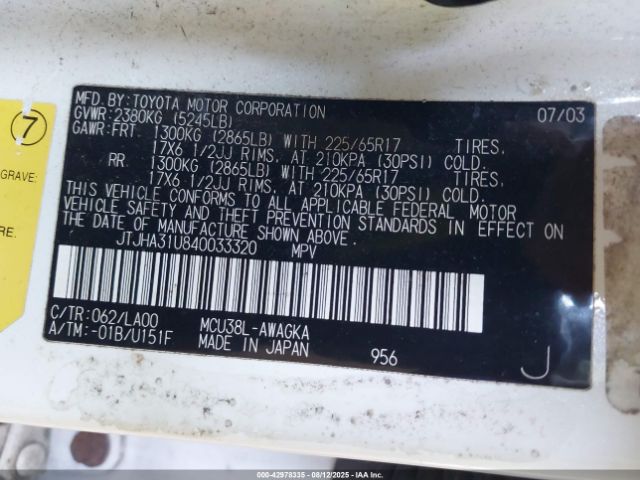 7
GRAVE:
RE.
MFD. BY: TOYOTA MOTOR CORPORATION 07/03
GVWR: 2380KG (5245LB)
GAWR: FRT. 1300KG (2865LB) WITH 225/65R17 TIRES.
17X6 1/2JJ RIMS. AT 210KPA (30PSI) COLD.
RR. 1300KG (2865LB) WITH 225/65R17 TIRES.
17X6 1/2JJ RIMS. AT 210KPA (30PSI) COLD.
THIS VEHICLE CONFORMS TO ALL APPLICABLE FEDERAL MOTOR
VEHICLE SAFETY AND THEFT PREVENTION STANDARDS IN EFFECT ON
THE DATE OF MANUFACTURE SHOWN ABOVE.
JTJHA31U840033320 MPV
C/TR: 062/LA00 MCU38L-AWAGKA
A/TM: -01B/U151F MADE IN JAPAN 956 J
000-42978335 - 08/12/2025 - IAA Inc.